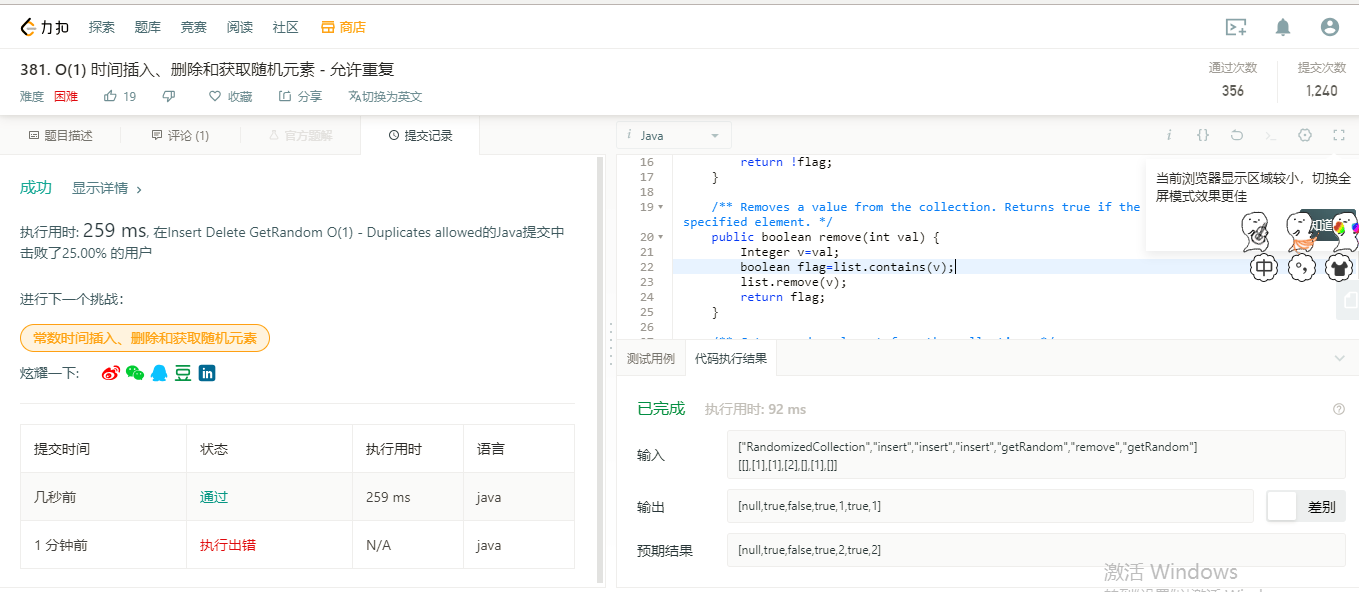 力扣 探索 题库 竞赛 阅读 社区 商店
381. O(1) 时间插入、删除和获取随机元素 - 允许重复
难度 困难 19 收藏 分享 切换为英文
通过次数 提交次数
356 1,240
题目描述 评论 (1) 官方题解 提交记录
成功 显示详情 ›
执行用时: 259 ms, 在Insert Delete GetRandom O(1) - Duplicates allowed的Java提交中
击败了25.00% 的用户
进行下一个挑战：
常数时间插入、删除和获取随机元素
炫耀一下:
豆 in
提交时间 状态 执行用时 语言
几秒前 通过 259 ms java
1 分钟前 执行出错 N/A java
i Java
i {}
16 return !flag;
17 }
18
19 /** Removes a value from the collection. Returns true if the
specified element. */
20 public boolean remove(int val) {
21 Integer v=val;
22 boolean flag=list.contains(v);
23 list.remove(v);
24 return flag;
25 }
26
当前浏览器显示区域较小，切换全
屏模式效果更佳
知道
中
测试用例 代码执行结果
已完成 执行用时: 92 ms
输入
["RandomizedCollection","insert","insert","insert","getRandom","remove","getRandom"]
[[],[1],[1],[2],[],[1],[]]
输出 [null,true,false,true,1,true,1] 差别
预期结果 [null,true,false,true,2,true,2]
激活 Windows